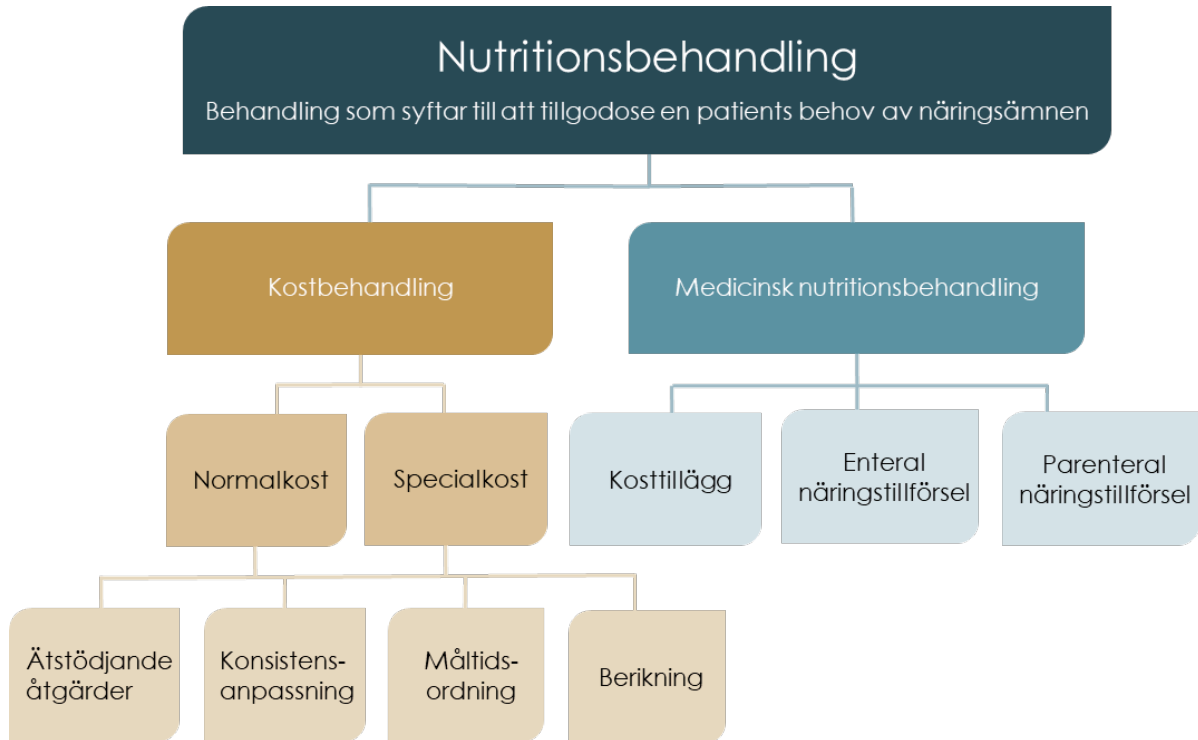 Nutritionsbehandling
Behandling som syftar till att tillgodose en patients behov av näringsämnen
Kostbehandling
Medicinsk nutritionsbehandling
Normalkost
Specialkost
Kosttillägg
Enteral
näringstillförsel
Parenteral
näringstillförsel
Ätstödjande
åtgärder
Konsistens-
anpassning
Måltids-
ordning
Berikning